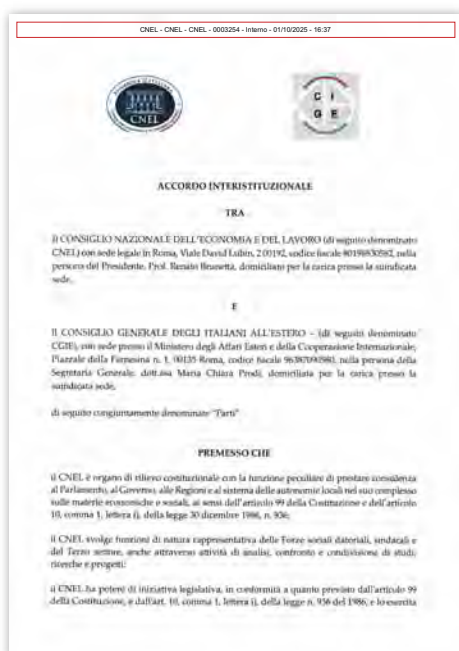 CNEL - CNEL - CNEL - 0003254 - Interno - 01/10/2025 - 16:37
CNEL
C I
G E
ACCORDO INTERISTITUZIONALE
TRA
Il CONSIGLIO NAZIONALE DELL'ECONOMIA E DEL LAVORO (di seguito denominato
CNEL) con sede legale in Roma, Viale David Lubin, 2 00192, codice fiscale 80198830582, nella
persona del Presidente, Prof. Renato Brunetta, domiciliato per la carica presso la suindicata
sede,
E
Il CONSIGLIO GENERALE DEGLI ITALIANI ALL'ESTERO – (di seguito denominato
CGIE), con sede presso il Ministero degli Affari Esteri e della Cooperazione Internazionale,
Piazzale della Farnesina n. 1, 00135 Roma, codice fiscale nella persona della
Segretaria Generale, dott.ssa Maria Chiara Prodi, domiciliata per la carica presso la
suindicata sede,
di seguito congiuntamente denominate "Parti"
PREMESSO CHE
il CNEL è organo di rilievo costituzionale con la funzione peculiare di prestare consulenza
al Parlamento, al Governo, alle Regioni e al sistema delle autonomie locali nel suo complesso
sulle materie economiche e sociali, ai sensi dell'articolo 99 della Costituzione e dell'articolo
10, comma 1, lettera i), della legge 30 dicembre 1986, n. 936;
il CNEL svolge funzioni di natura rappresentativa delle Forze sociali datoriali, sindacali e
del Terzo settore, anche attraverso attività di analisi, confronto e condivisione di studi,
ricerche e progetti;
il CNEL ha potere di iniziativa legislativa, in conformità a quanto previsto dall'articolo 99
della Costituzione, e dall'art. 10, comma 1, lettera i), della legge n. 936 del 1986, e lo esercita